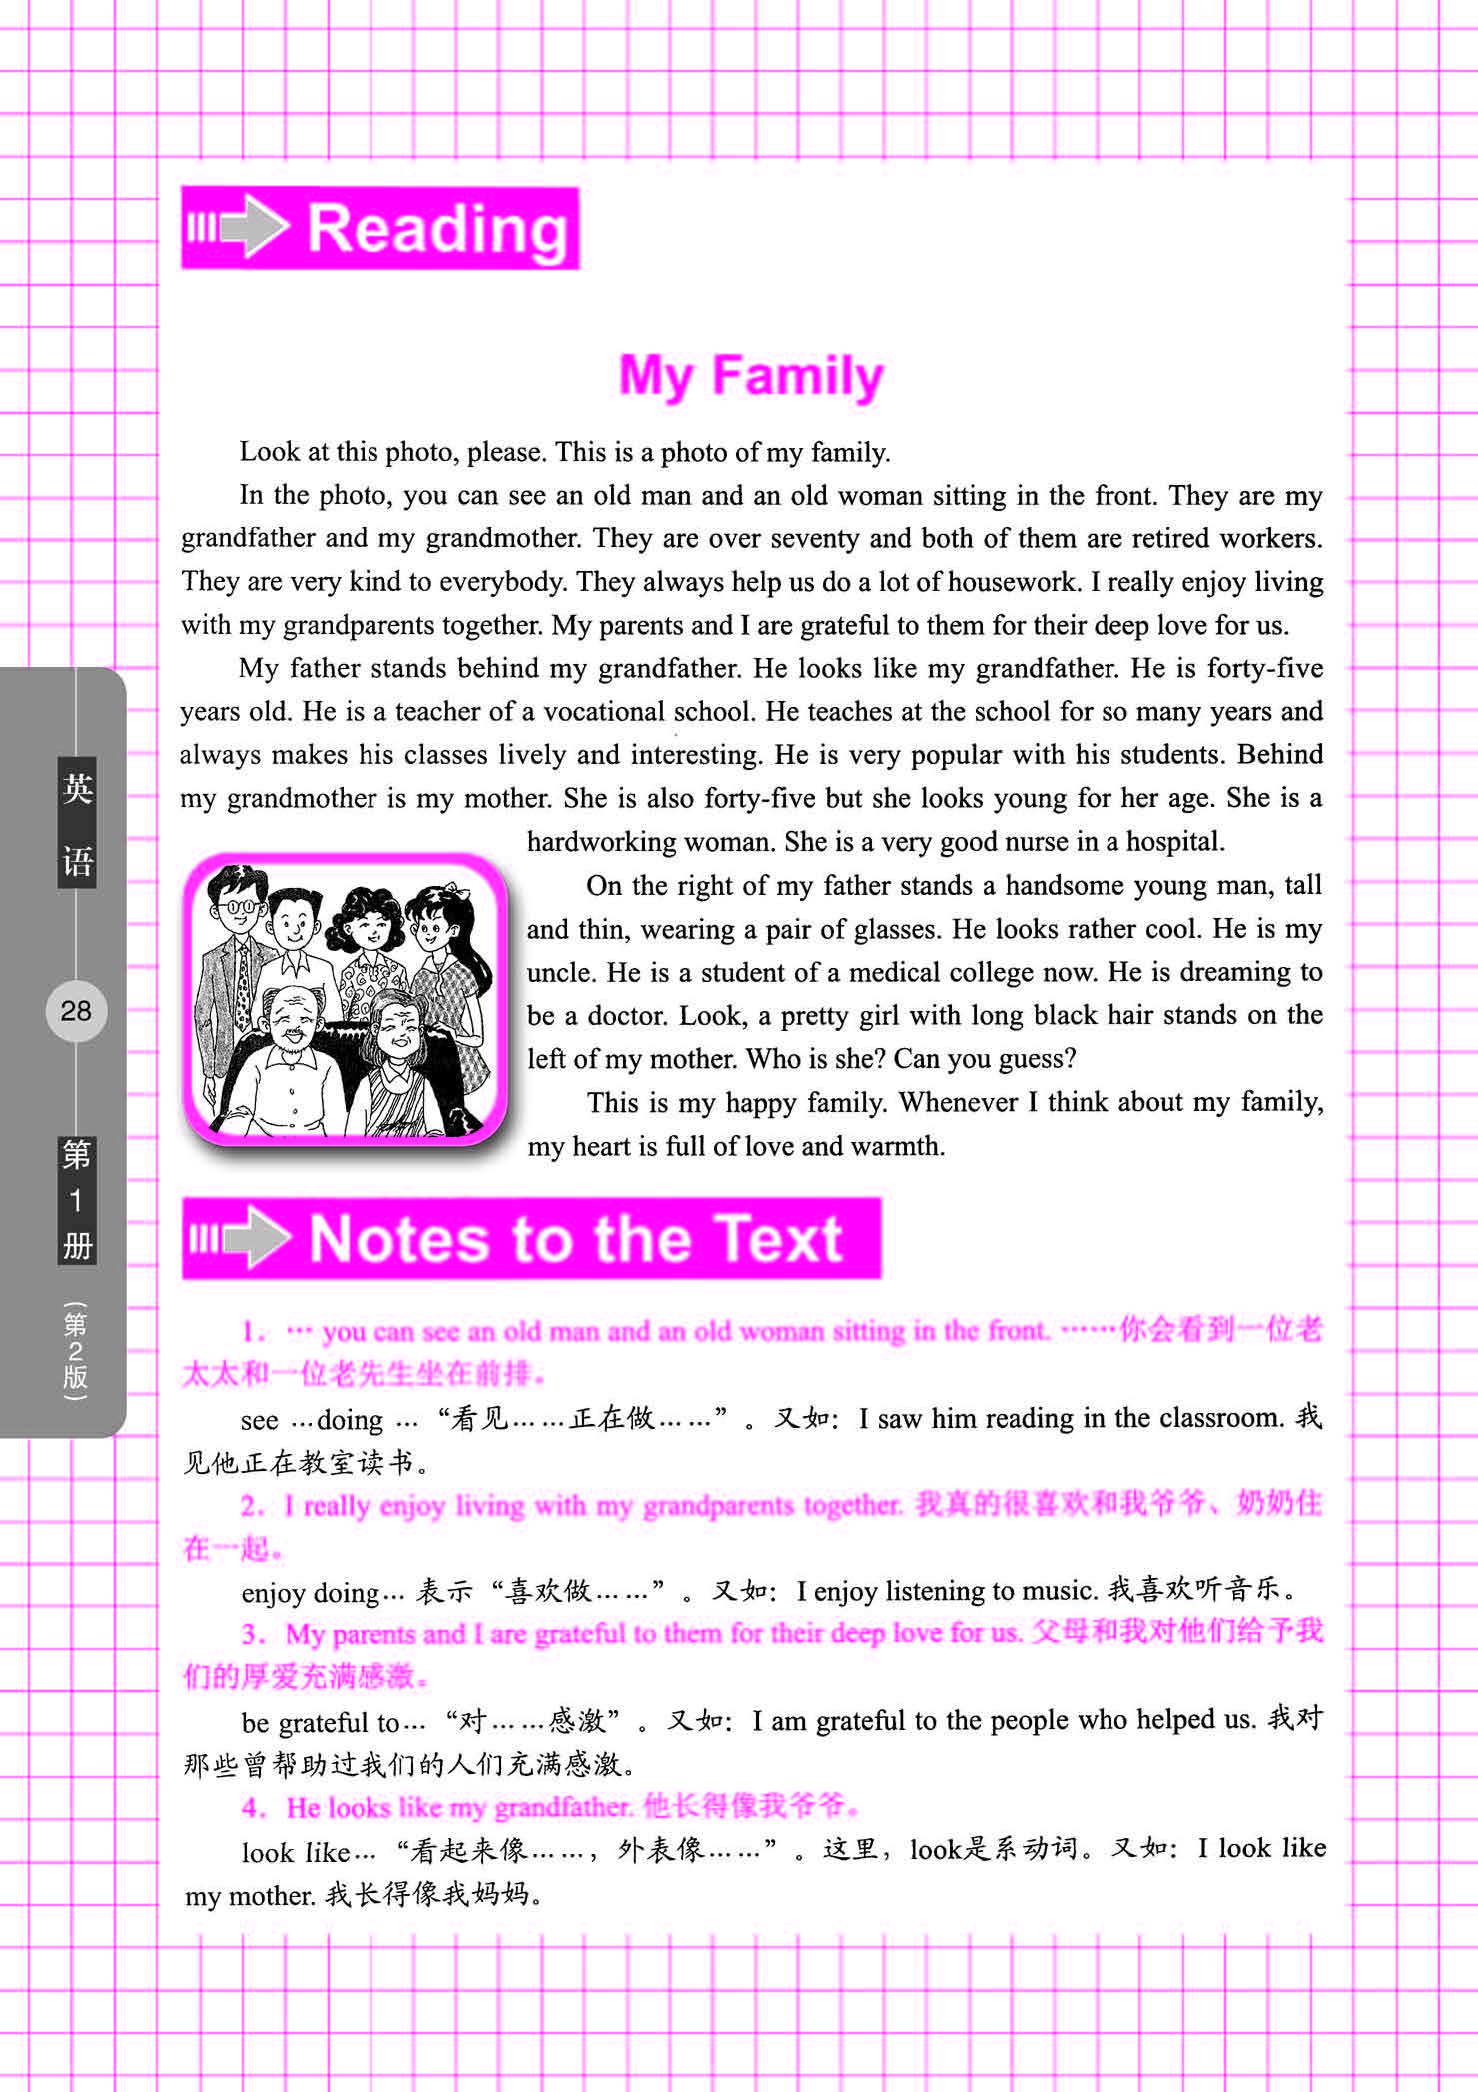 Reading
My Family
Look at this photo, please. This is a photo of my family.
In the photo, you can see an old man and an old woman sitting in the front. They are my
grandfather and my grandmother. They are over seventy and both of them are retired workers.
They are very kind to everybody. They always help us do a lot of housework. I really enjoy living
with my grandparents together. My parents and I are grateful to them for their deep love for us.
My father stands behind my grandfather. He looks like my grandfather. He is forty-five
years old. He is a teacher of a vocational school. He teaches at the school for so many years and
always makes his classes lively and interesting. He is very popular with his students. Behind
my grandmother is my mother. She is also forty-five but she looks young for her age. She is a
hardworking woman. She is a very good nurse in a hospital.
On the right of my father stands a handsome young man, tall
and thin, wearing a pair of glasses. He looks rather cool. He is my
uncle. He is a student of a medical college now. He is dreaming to
be a doctor. Look, a pretty girl with long black hair stands on the
left of my mother. Who is she? Can you guess?
This is my happy family. Whenever I think about my family,
my heart is full of love and warmth.
Notes to the Text
1. … you can see an old man and an old woman sitting in the front. ……你会看到一位老
太太和一位老先生坐在前排。
see …doing … “看见……正在做……”。又如：I saw him reading in the classroom. 我
见他正在教室读书。
2. I really enjoy living with my grandparents together. 我真的很喜欢和我爷爷、奶奶住
在一起。
enjoy doing… 表示“喜欢做……”。又如：I enjoy listening to music. 我喜欢听音乐。
3. My parents and I are grateful to them for their deep love for us. 父母和我对他们给予我
们的厚爱充满感激。
be grateful to… “对……感激”。又如：I am grateful to the people who helped us. 我对
那些曾帮助过我们的人们充满感激。
4. He looks like my grandfather. 他长得像我爷爷。
look like… “看起来像……，外表像……”。这里，look是系动词。又如：I look like
my mother. 我长得像我妈妈。
英语
28
第1册
（第2版）